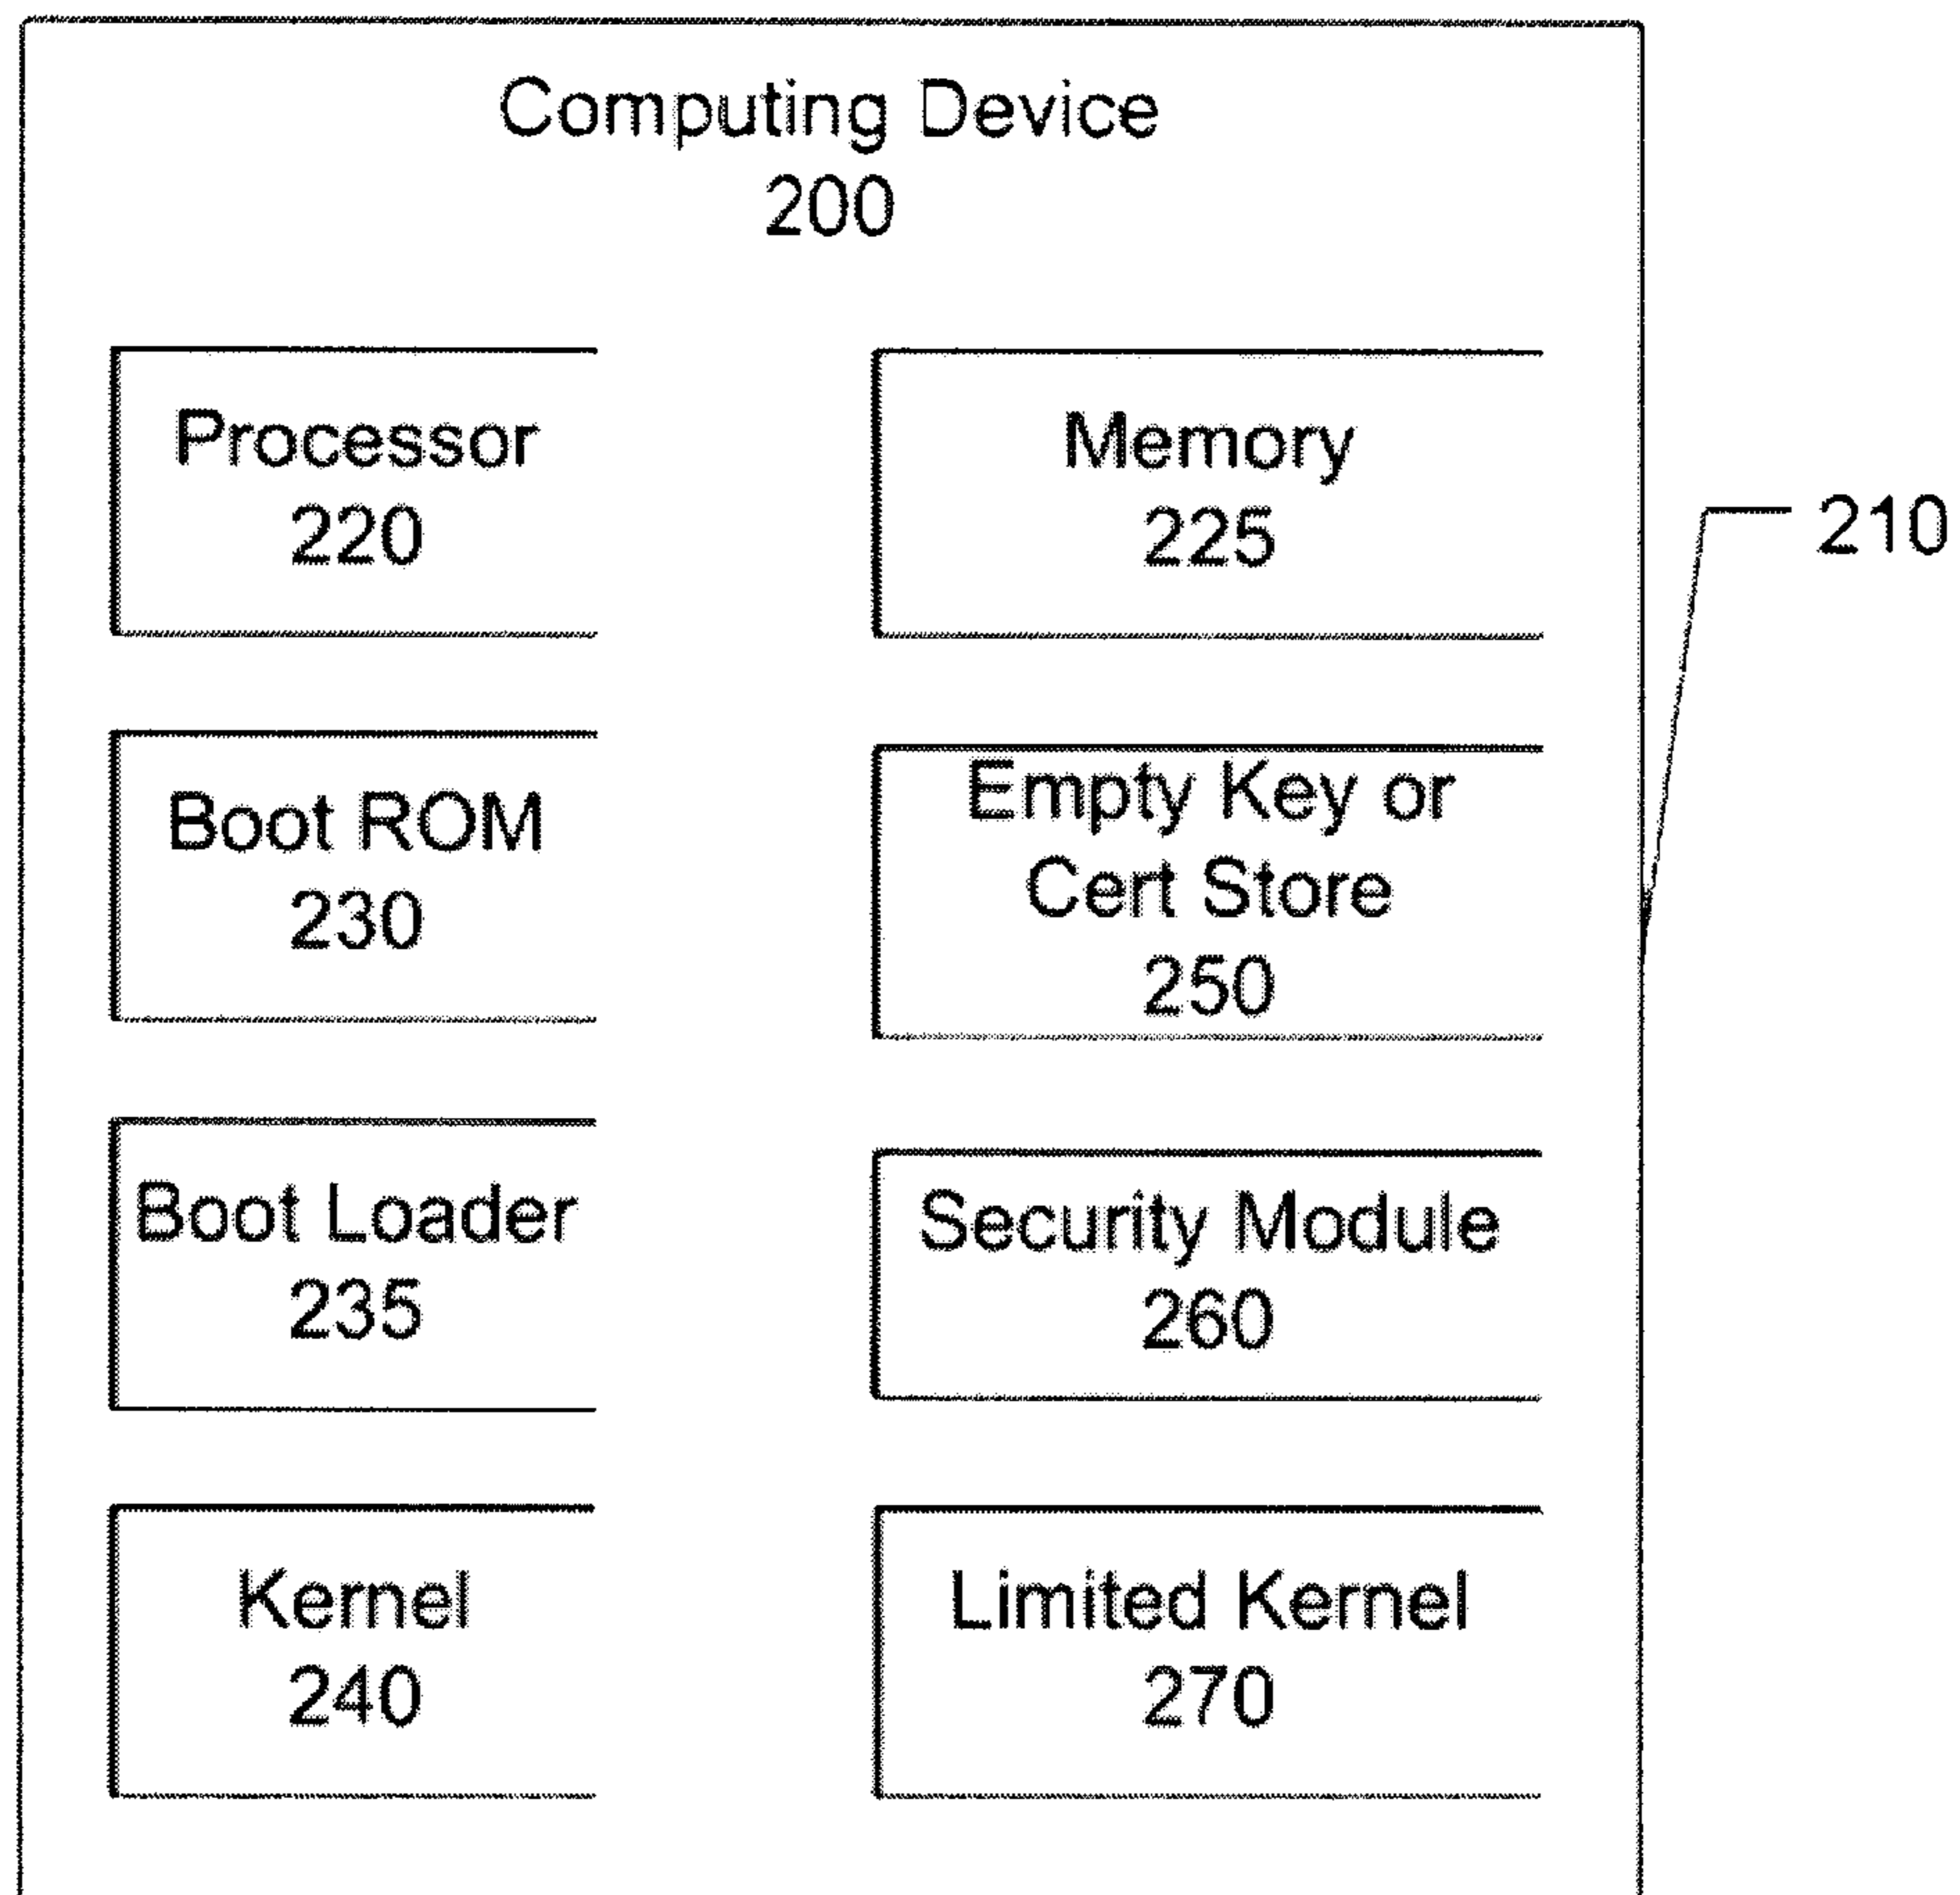 Computing Device
200
Processor
220
Memory
225
210
Boot ROM
230
Empty Key or
Cert Store
250
Boot Loader
235
Security Module
260
Kernel
240
Limited Kernel
270